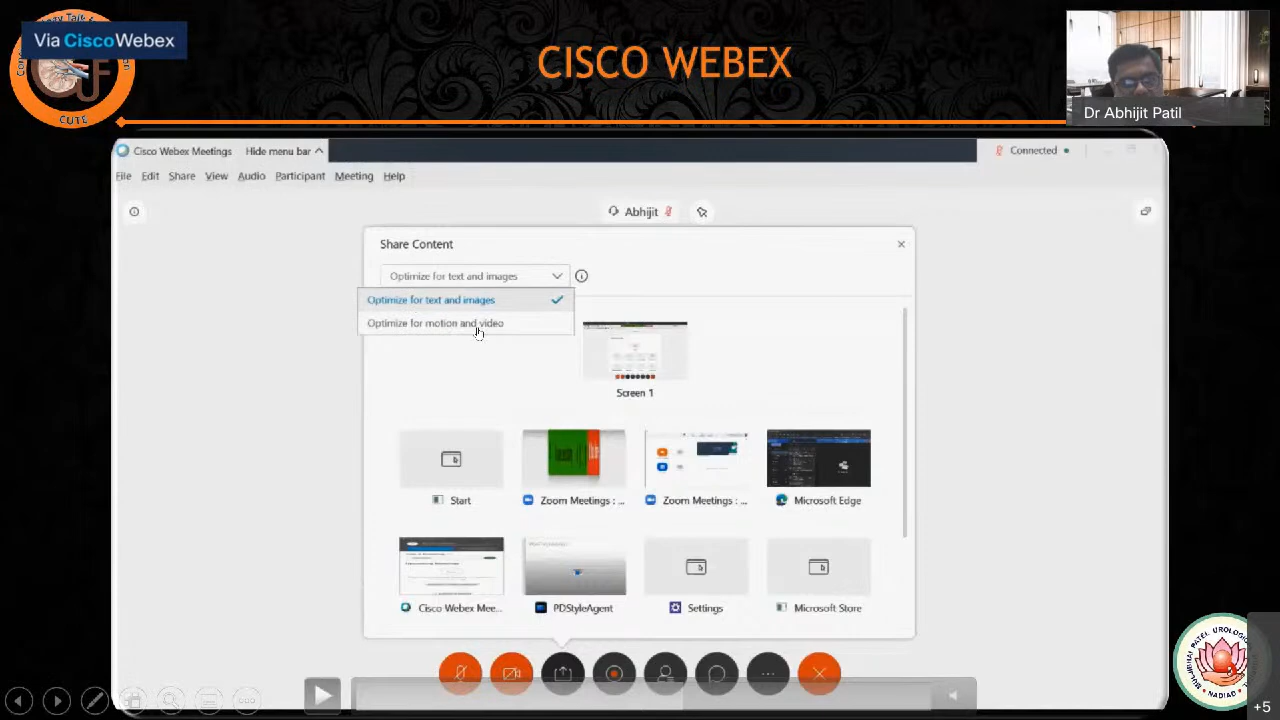 Via CiscoWebex
CUTE
CISCO WEBEX
Dr Abhijit Patil
Cisco Webex Meetings
Hide menu bar
Connected
File Edit Share View Audio Participant Meeting Help
Abhijit
Share Content
Optimize for text and images
Optimize for text and images
Optimize for motion and video
Screen 1
Start
Zoom Meetings : ...
Zoom Meetings : ...
Microsoft Edge
Cisco Webex Mee...
PDStyleAgent
Settings
Microsoft Store
NADIAD
+5